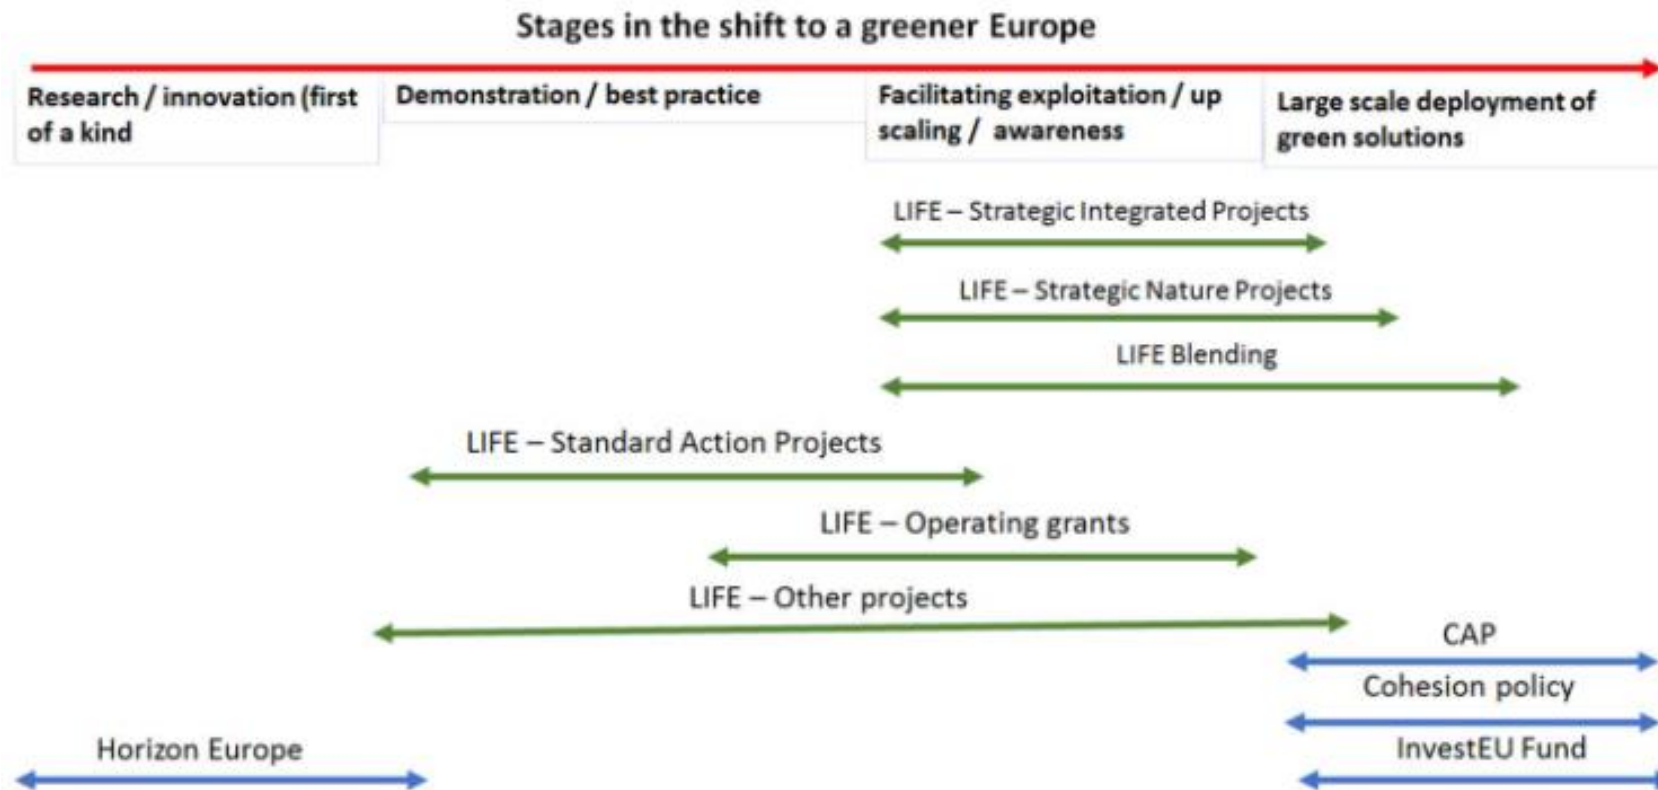 Stages in the shift to a greener Europe
Research / innovation (first
of a kind
Demonstration / best practice
Facilitating exploitation / up
scaling / awareness
Large scale deployment of
green solutions
LIFE – Strategic Integrated Projects
LIFE – Strategic Nature Projects
LIFE Blending
LIFE – Standard Action Projects
LIFE – Operating grants
LIFE – Other projects
CAP
Cohesion policy
Horizon Europe
InvestEU Fund